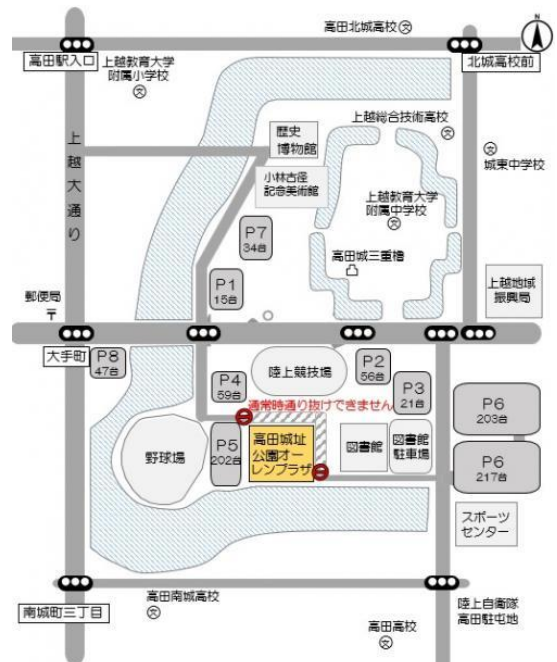 高田北城高校
N
高田駅入口
北城高校前
上越教育大学
附属小学校
上越総合技術高校
歴史
博物館
城東中学校
上越大通り
小林古径
記念美術館
上越教育大学
附属中学校
P7
34台
高田城三重櫓
P1
15台
上越地域
振興局
郵便局
〒
大手町
P8
47台
陸上競技場
P2
56台
P4
59台
P3
21台
通常時通り抜けできません
P6
203台
P5
202台
高田城址
公園オー
レンプラザ
図書館
図書館
駐車場
野球場
P6
217台
スポーツ
センター
南城町三丁目
高田南城高校
陸上自衛隊
高田駐屯地
高田高校